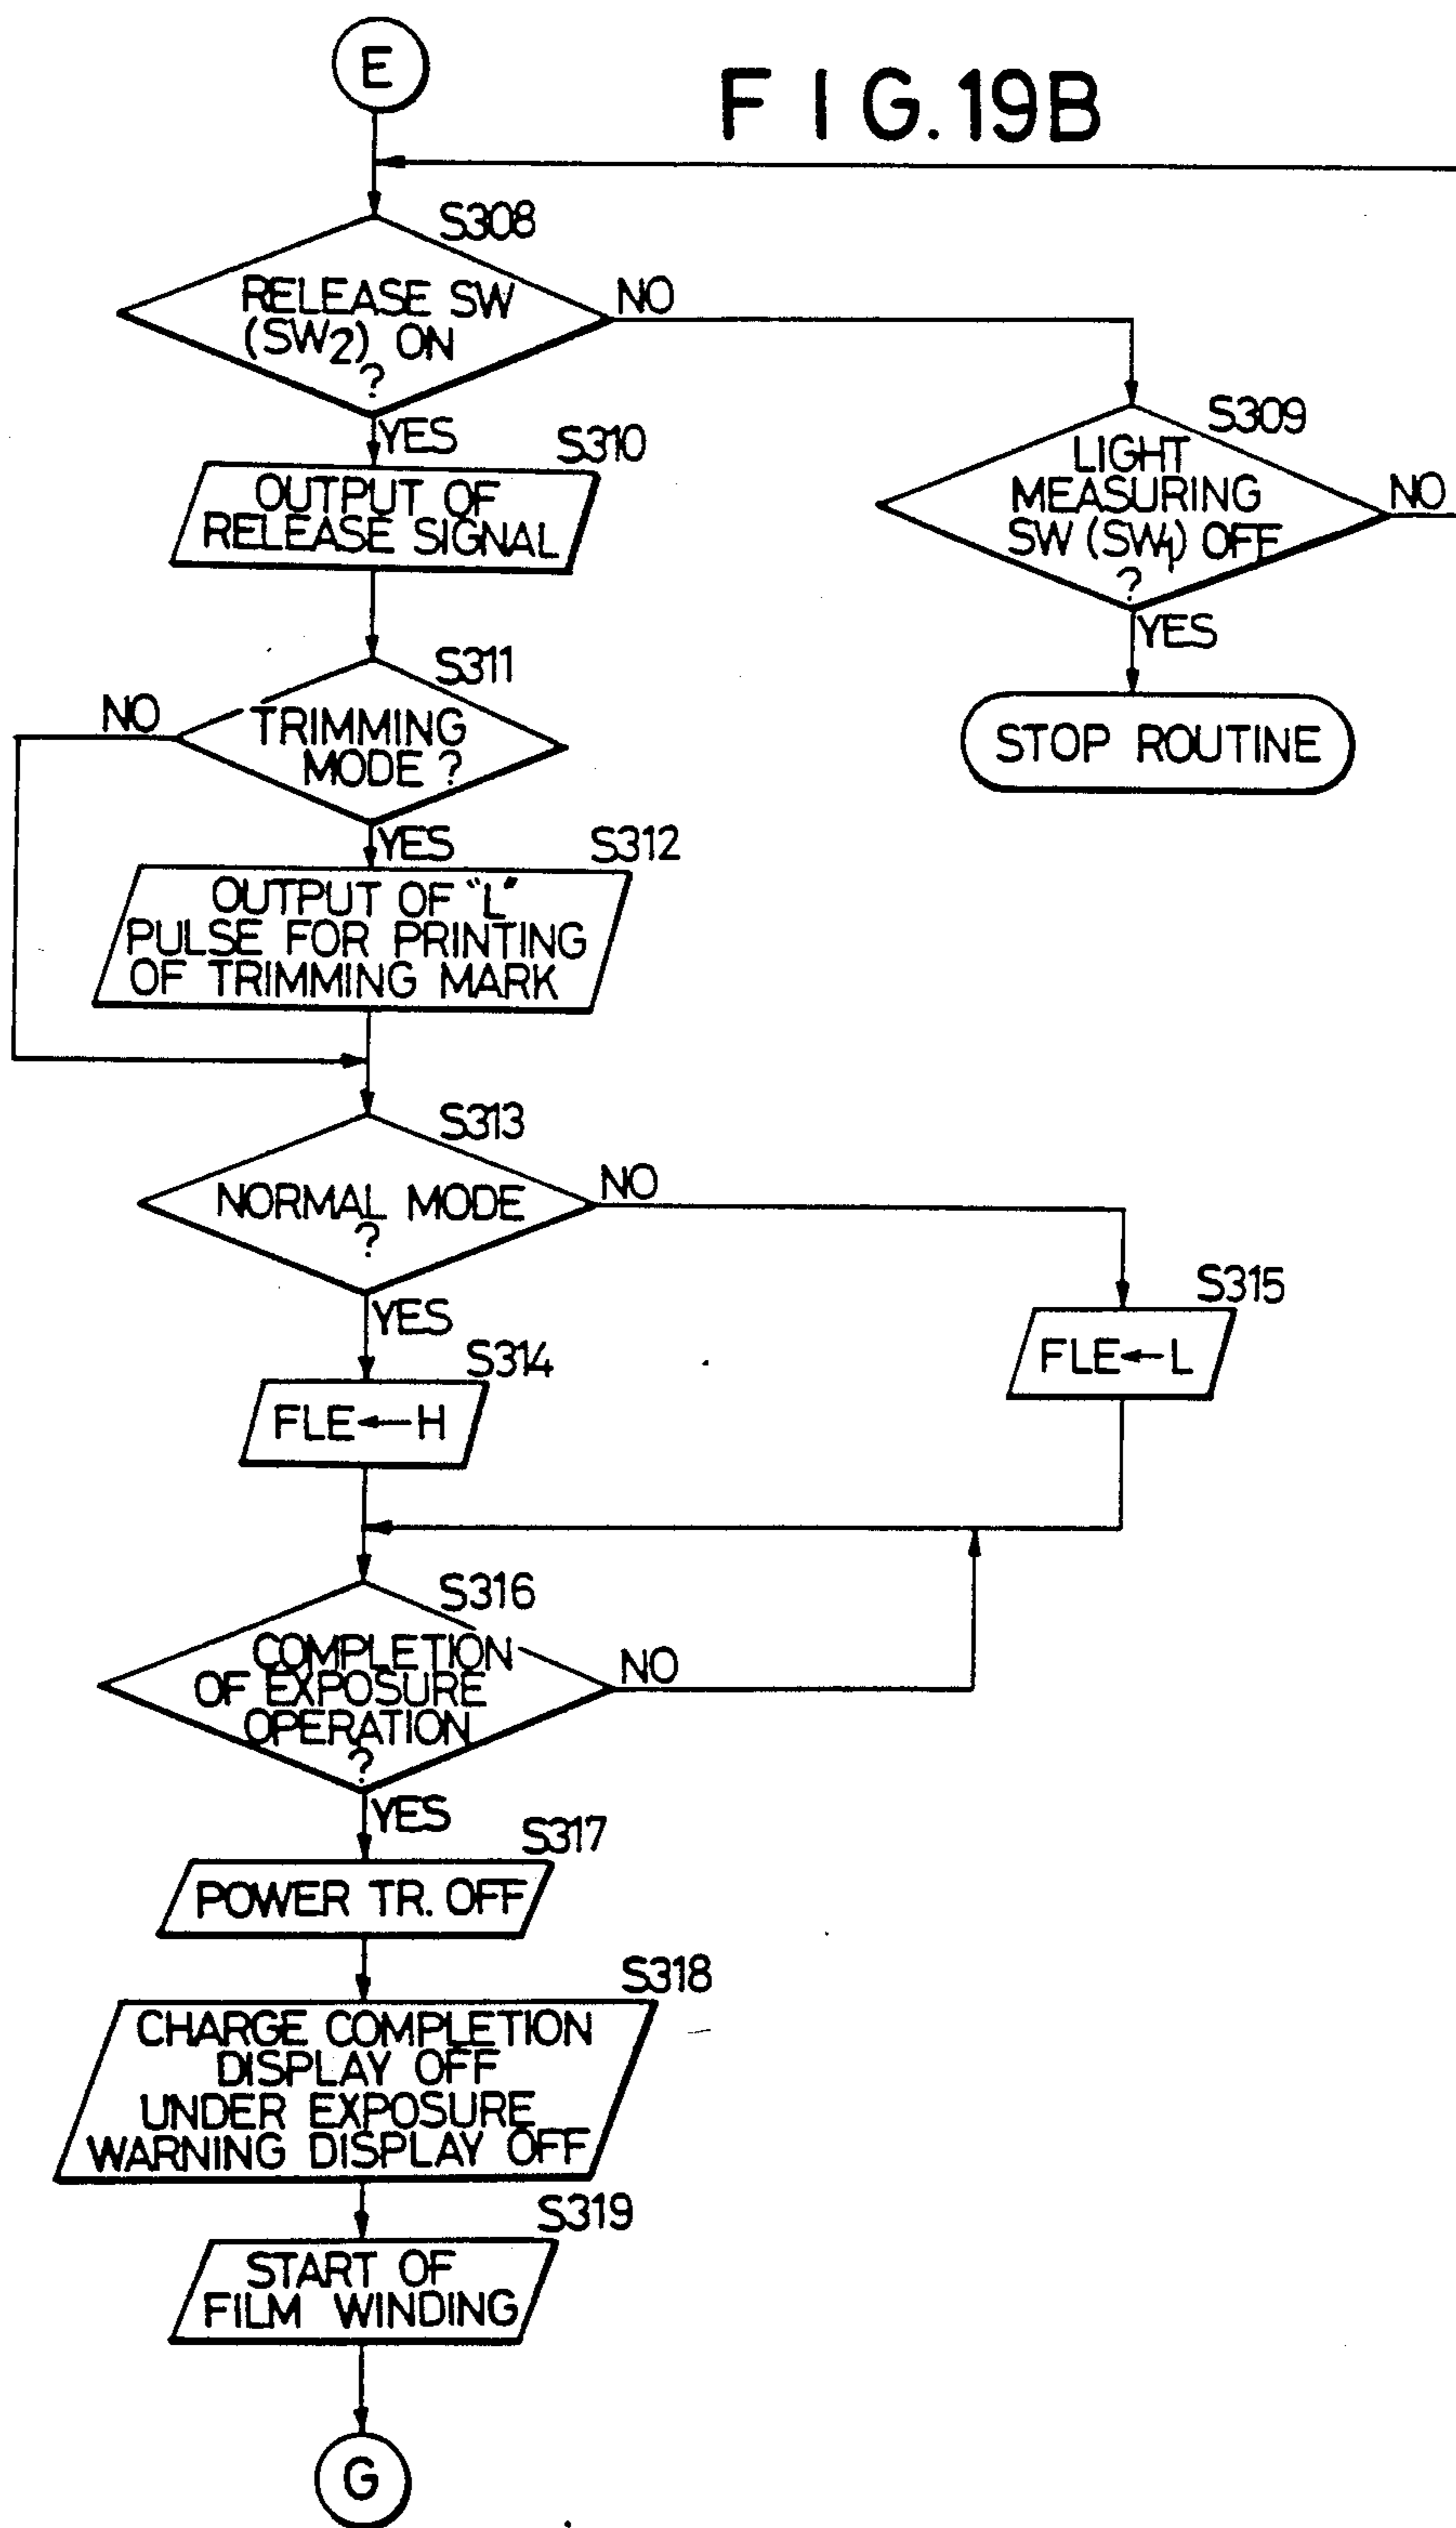 E
F I G. 19B
S308
RELEASE SW
(SW2) ON
?
NO
YES
S309
LIGHT
MEASURING
SW (SW1) OFF
?
NO
YES
STOP ROUTINE
S310
OUTPUT OF
RELEASE SIGNAL
S311
TRIMMING
MODE ?
NO
YES
S312
OUTPUT OF "L"
PULSE FOR PRINTING
OF TRIMMING MARK
S313
NORMAL MODE
?
NO
YES
S314
FLE←H
S315
FLE←L
S316
COMPLETION
OF EXPOSURE
OPERATION
?
NO
YES
S317
POWER TR. OFF
S318
CHARGE COMPLETION
DISPLAY OFF
UNDER EXPOSURE
WARNING DISPLAY OFF
S319
START OF
FILM WINDING
G